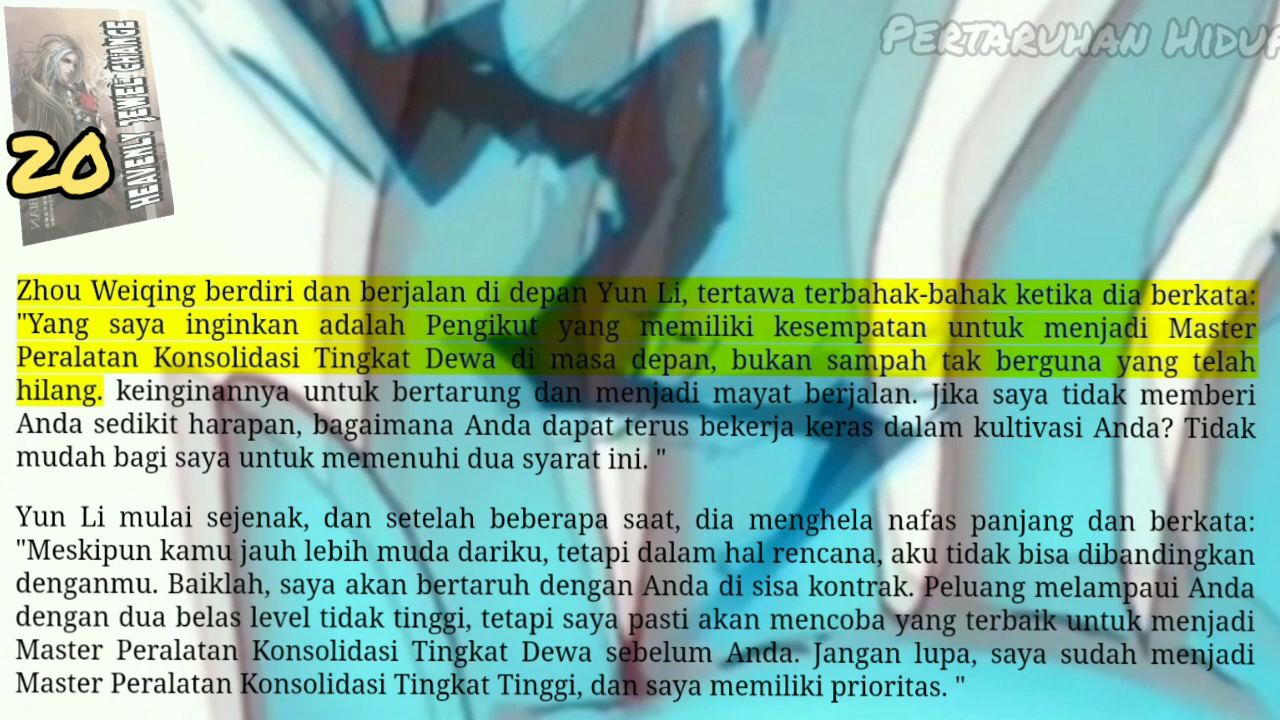 PERTARUHAN HIDUP
HEAVENLY JEWEL CHANGE
20
Zhou Weiqing berdiri dan berjalan di depan Yun Li, tertawa terbahak-bahak ketika dia berkata:
"Yang saya inginkan adalah Pengikut yang memiliki kesempatan untuk menjadi Master
Peralatan Konsolidasi Tingkat Dewa di masa depan, bukan sampah tak berguna yang telah
hilang. keinginannya untuk bertarung dan menjadi mayat berjalan. Jika saya tidak memberi
Anda sedikit harapan, bagaimana Anda dapat terus bekerja keras dalam kultivasi Anda? Tidak
mudah bagi saya untuk memenuhi dua syarat ini. "
Yun Li mulai sejenak, dan setelah beberapa saat, dia menghela nafas panjang dan berkata:
"Meskipun kamu jauh lebih muda dariku, tetapi dalam hal rencana, aku tidak bisa dibandingkan
denganmu. Baiklah, saya akan bertaruh dengan Anda di sisa kontrak. Peluang melampaui Anda
dengan dua belas level tidak tinggi, tetapi saya pasti akan mencoba yang terbaik untuk menjadi
Master Peralatan Konsolidasi Tingkat Dewa sebelum Anda. Jangan lupa, saya sudah menjadi
Master Peralatan Konsolidasi Tingkat Tinggi, dan saya memiliki prioritas. "